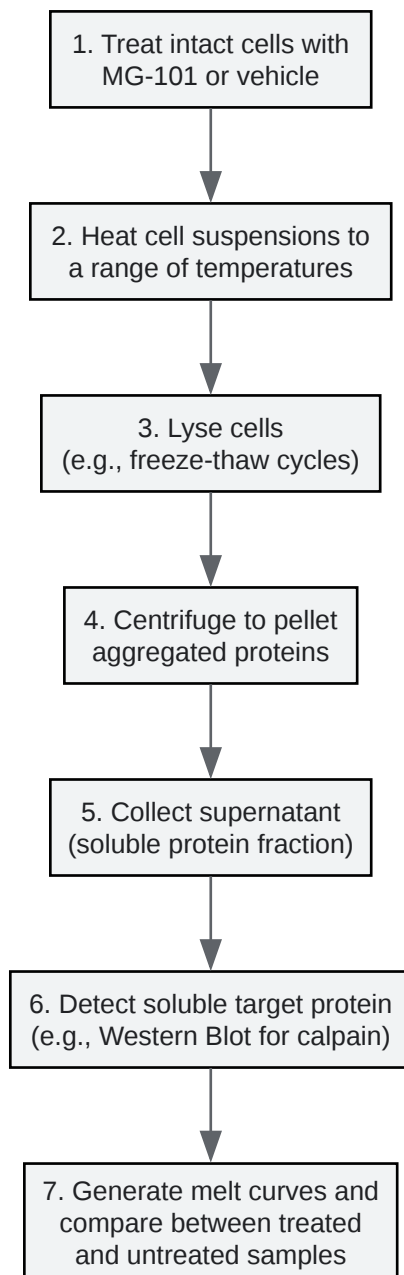 1. Treat intact cells with
MG-101 or vehicle
2. Heat cell suspensions to
a range of temperatures
3. Lyse cells
(e.g., freeze-thaw cycles)
4. Centrifuge to pellet
aggregated proteins
5. Collect supernatant
(soluble protein fraction)
6. Detect soluble target protein
(e.g., Western Blot for calpain)
7. Generate melt curves and
compare between treated
and untreated samples